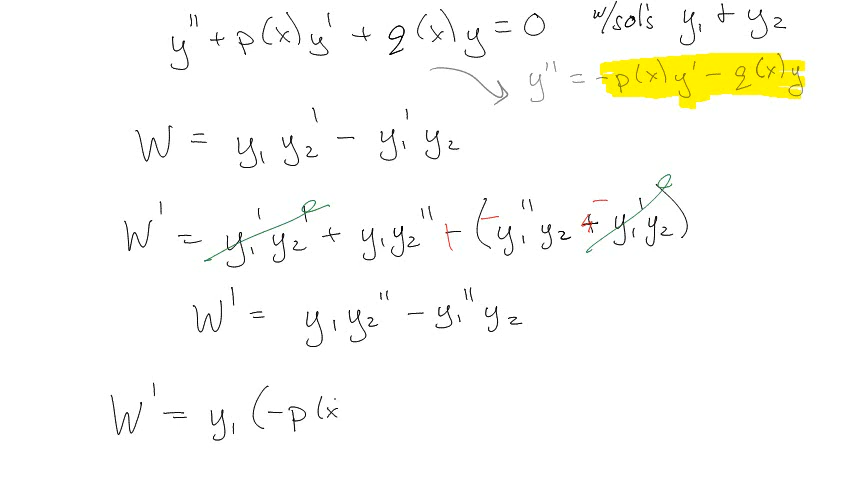 y'' + p(x)y' + q(x)y = 0 w/sol's y₁ + y₂
y'' = -p(x)y' - q(x)y
W = y₁y₂' - y₁'y₂
W' = y₁'y₂' + y₁y₂'' + (-y₁''y₂ - y₁'y₂')
W' = y₁y₂'' - y₁''y₂
W' = y₁(-p(x